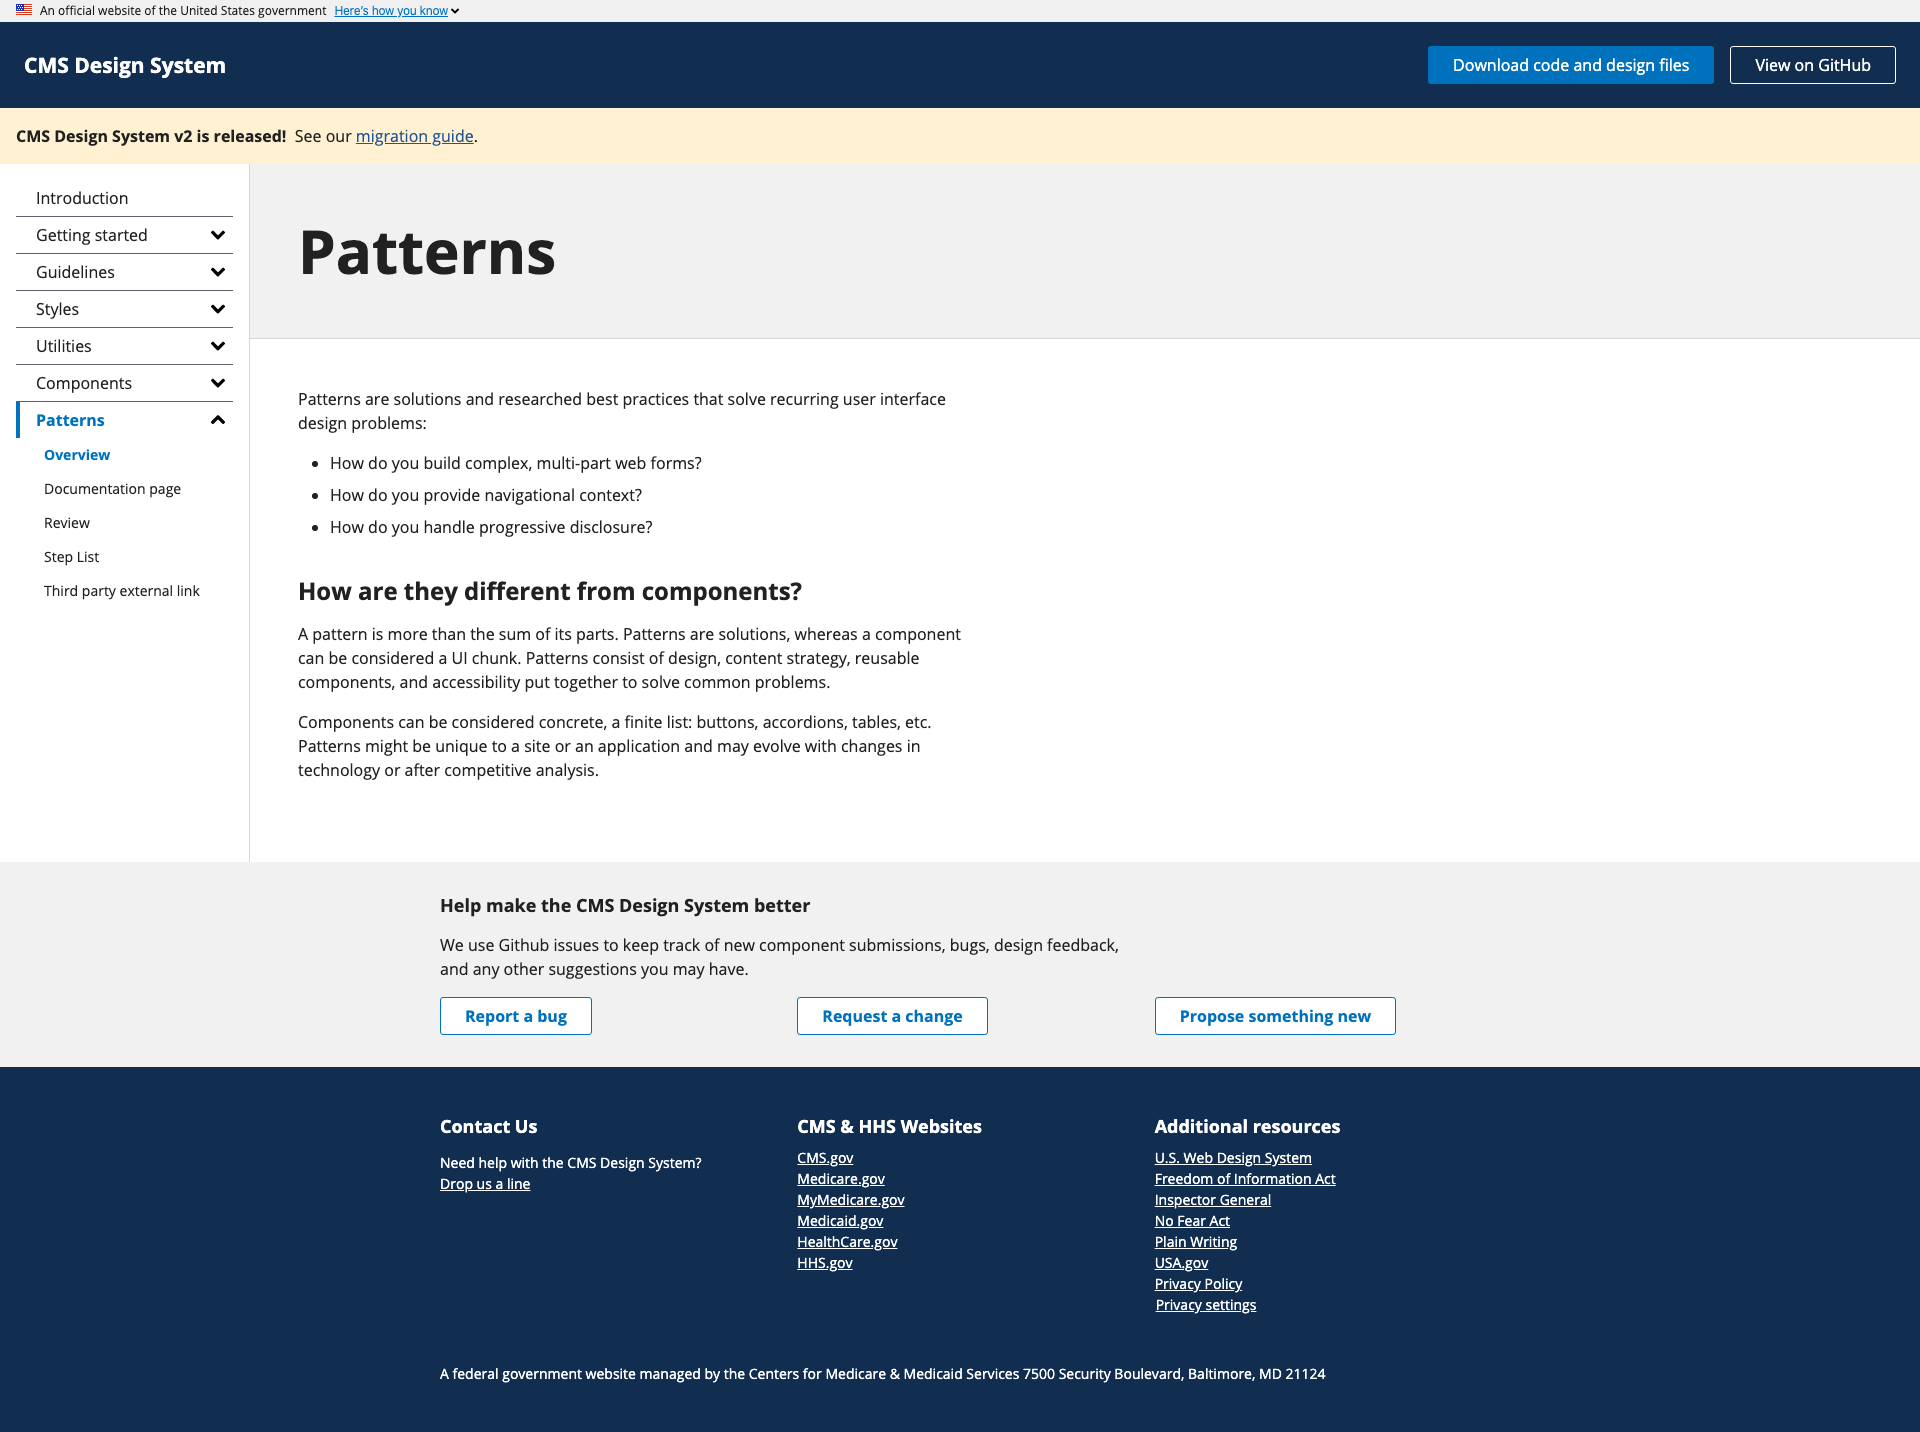 An official website of the United States government Here's how you know
CMS Design System
Download code and design files
View on GitHub
CMS Design System v2 is released! See our migration guide.
Introduction
Getting started
Guidelines
Styles
Utilities
Components
Patterns
Overview
Documentation page
Review
Step List
Third party external link
Patterns
Patterns are solutions and researched best practices that solve recurring user interface
design problems:
How do you build complex, multi-part web forms?
How do you provide navigational context?
How do you handle progressive disclosure?
How are they different from components?
A pattern is more than the sum of its parts. Patterns are solutions, whereas a component
can be considered a UI chunk. Patterns consist of design, content strategy, reusable
components, and accessibility put together to solve common problems.
Components can be considered concrete, a finite list: buttons, accordions, tables, etc.
Patterns might be unique to a site or an application and may evolve with changes in
technology or after competitive analysis.
Help make the CMS Design System better
We use Github issues to keep track of new component submissions, bugs, design feedback,
and any other suggestions you may have.
Report a bug
Request a change
Propose something new
Contact Us
Need help with the CMS Design System?
Drop us a line
CMS & HHS Websites
CMS.gov
Medicare.gov
MyMedicare.gov
Medicaid.gov
HealthCare.gov
HHS.gov
Additional resources
U.S. Web Design System
Freedom of Information Act
Inspector General
No Fear Act
Plain Writing
USA.gov
Privacy Policy
Privacy settings
A federal government website managed by the Centers for Medicare & Medicaid Services 7500 Security Boulevard, Baltimore, MD 21124